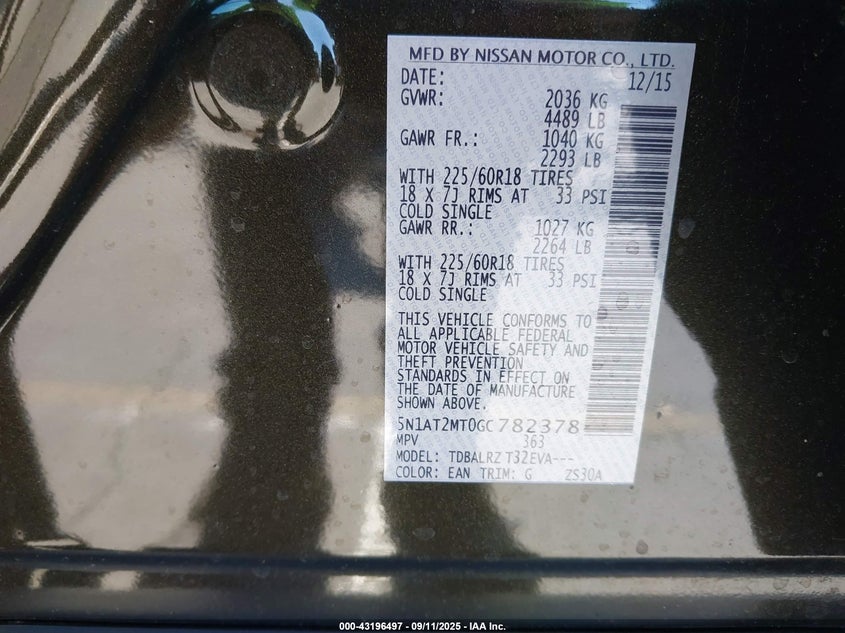 MFD BY NISSAN MOTOR CO., LTD.
DATE: 12/15
GVWR: 2036 KG
4489 LB
GAWR FR.: 1040 KG
2293 LB
WITH 225/60R18 TIRES
18 X 7J RIMS AT 33 PSI
COLD SINGLE
GAWR RR.: 1027 KG
2264 LB
WITH 225/60R18 TIRES
18 X 7J RIMS AT 33 PSI
COLD SINGLE
THIS VEHICLE CONFORMS TO
ALL APPLICABLE FEDERAL
MOTOR VEHICLE SAFETY AND
THEFT PREVENTION
STANDARDS IN EFFECT ON
THE DATE OF MANUFACTURE
SHOWN ABOVE.
5N1AT2MT0GC782378
MPV 363
MODEL: TDBALRZ T32EVA---
COLOR: EAN TRIM: G ZS30A
000-43196497 - 09/11/2025 - IAA Inc.